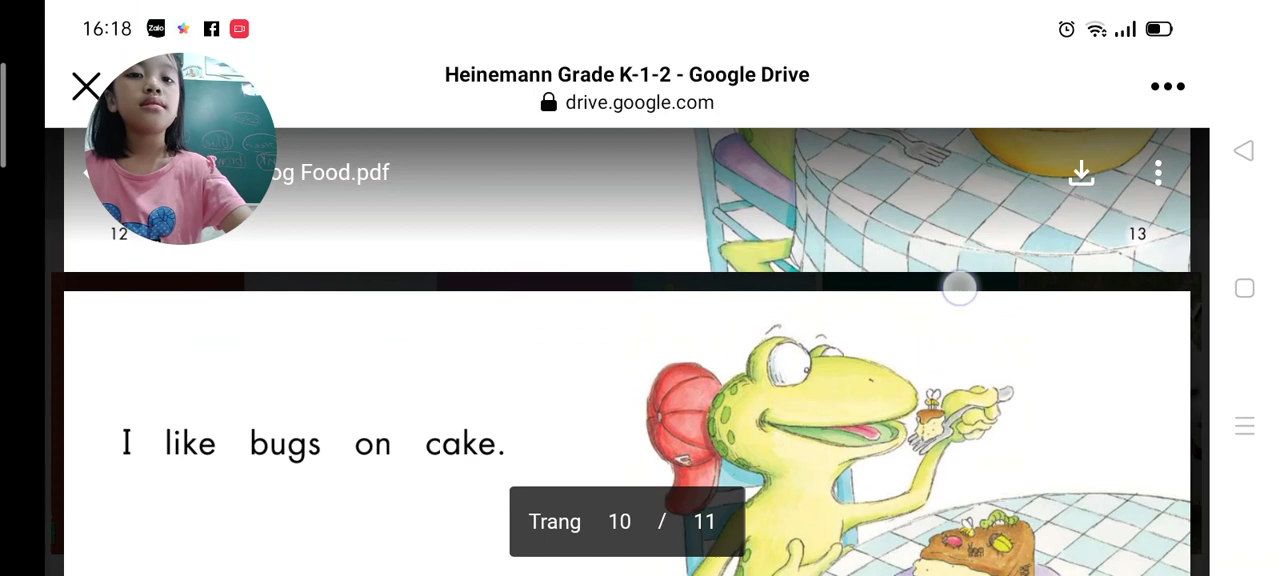 16:18 Zalo
Heinemann Grade K-1-2 - Google Drive
drive.google.com
og Food.pdf
12
13
I like bugs on cake.
Trang 10 / 11